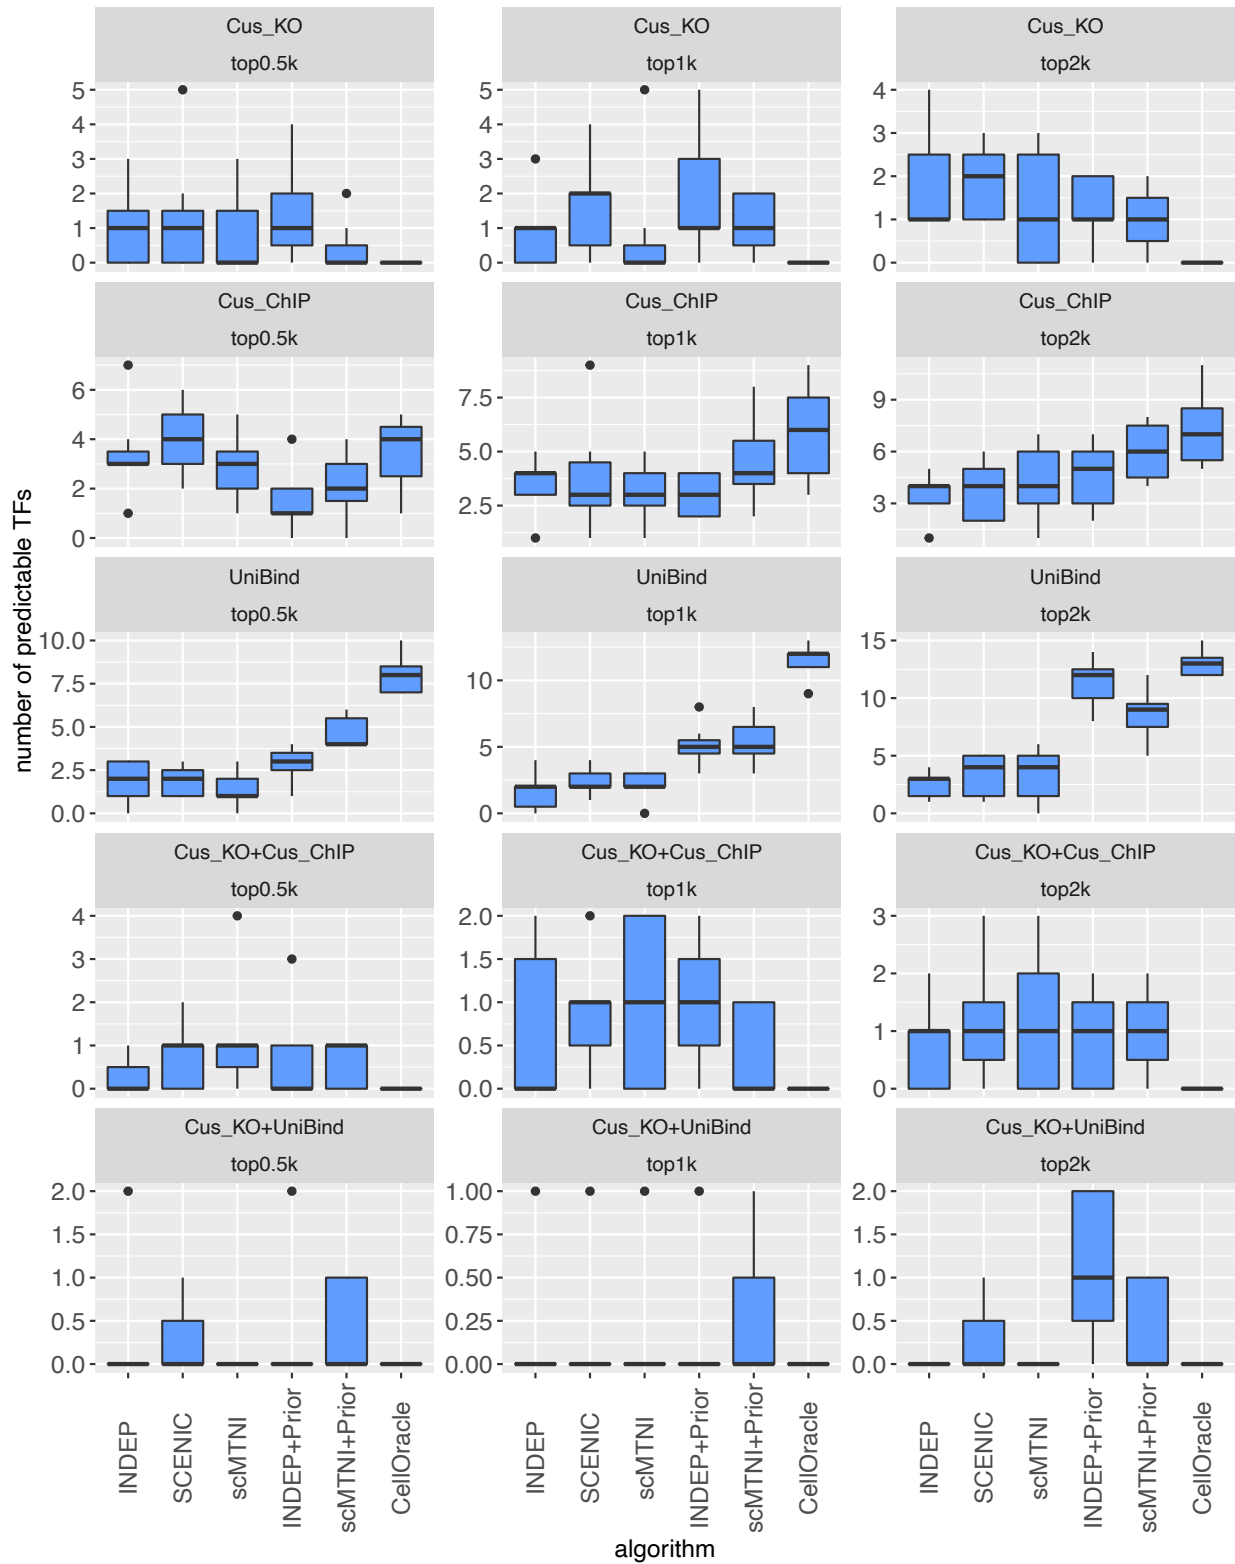 Cus_KO
top0.5k
5
4
3
2
1
0
Cus_KO
top1k
5
4
3
2
1
0
Cus_KO
top2k
4
3
2
1
0
Cus_ChIP
top0.5k
6
4
2
0
Cus_ChIP
top1k
7.5
5.0
2.5
Cus_ChIP
top2k
9
6
3
UniBind
top0.5k
10.0
7.5
5.0
2.5
0.0
UniBind
top1k
10
5
0
UniBind
top2k
15
10
5
0
Cus_KO+Cus_ChIP
top0.5k
4
3
2
1
0
Cus_KO+Cus_ChIP
top1k
2.0
1.5
1.0
0.5
0.0
Cus_KO+Cus_ChIP
top2k
3
2
1
0
Cus_KO+UniBind
top0.5k
2.0
1.5
1.0
0.5
0.0
Cus_KO+UniBind
top1k
1.00
0.75
0.50
0.25
0.00
Cus_KO+UniBind
top2k
2.0
1.5
1.0
0.5
0.0
number of predictable TFs
INDEP
SCENIC
scMTNI
INDEP+Prior
scMTNI+Prior
CellOracle
INDEP
SCENIC
scMTNI
INDEP+Prior
scMTNI+Prior
CellOracle
INDEP
SCENIC
scMTNI
INDEP+Prior
scMTNI+Prior
CellOracle
algorithm